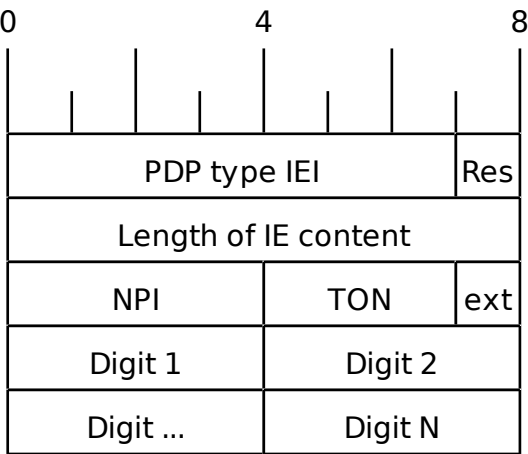 0 4 8
PDP type IEI Res
Length of IE content
NPI TON ext
Digit 1 Digit 2
Digit ... Digit N